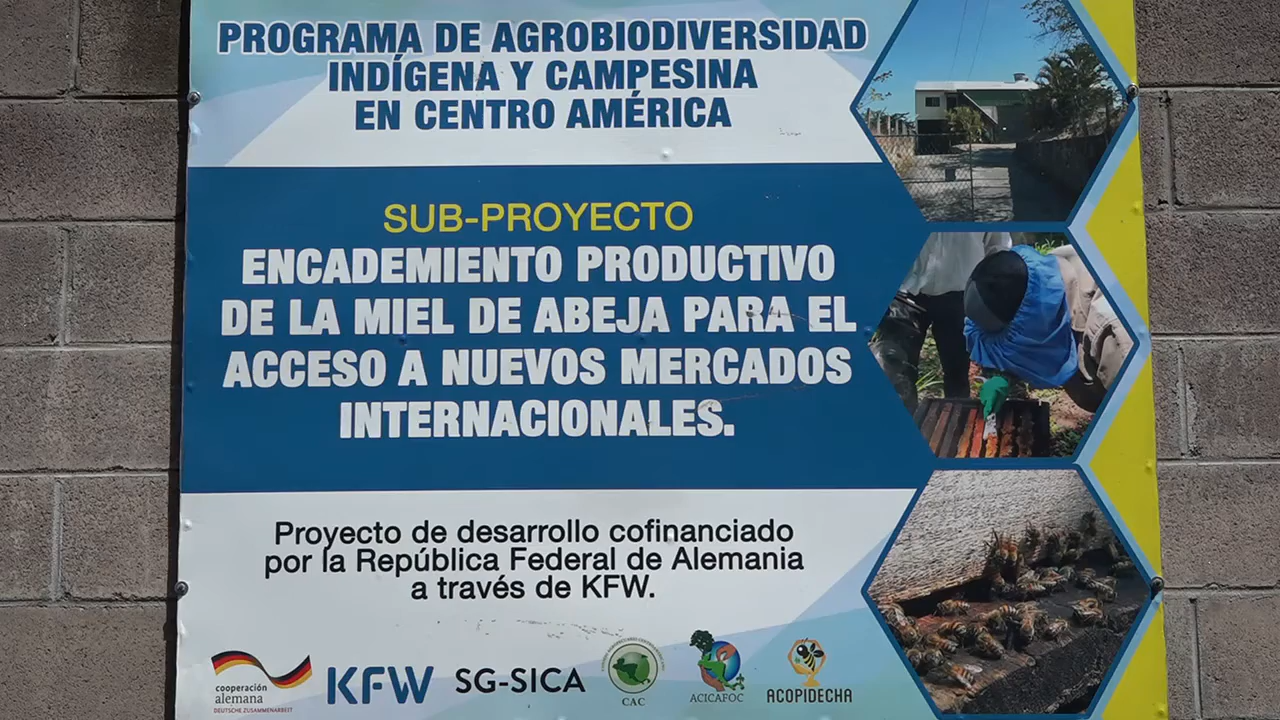 PROGRAMA DE AGROBIODIVERSIDAD
INDÍGENA Y CAMPESINA
EN CENTRO AMÉRICA
SUB-PROYECTO
ENCADEMIENTO PRODUCTIVO
DE LA MIEL DE ABEJA PARA EL
ACCESO A NUEVOS MERCADOS
INTERNACIONALES.
Proyecto de desarrollo cofinanciado
por la República Federal de Alemania
a través de KFW.
cooperación
alemana
DEUTSCHE ZUSAMMENARBEIT
KFW
SG-SICA
CAC
ACICAFOC
ACOPIDECHA